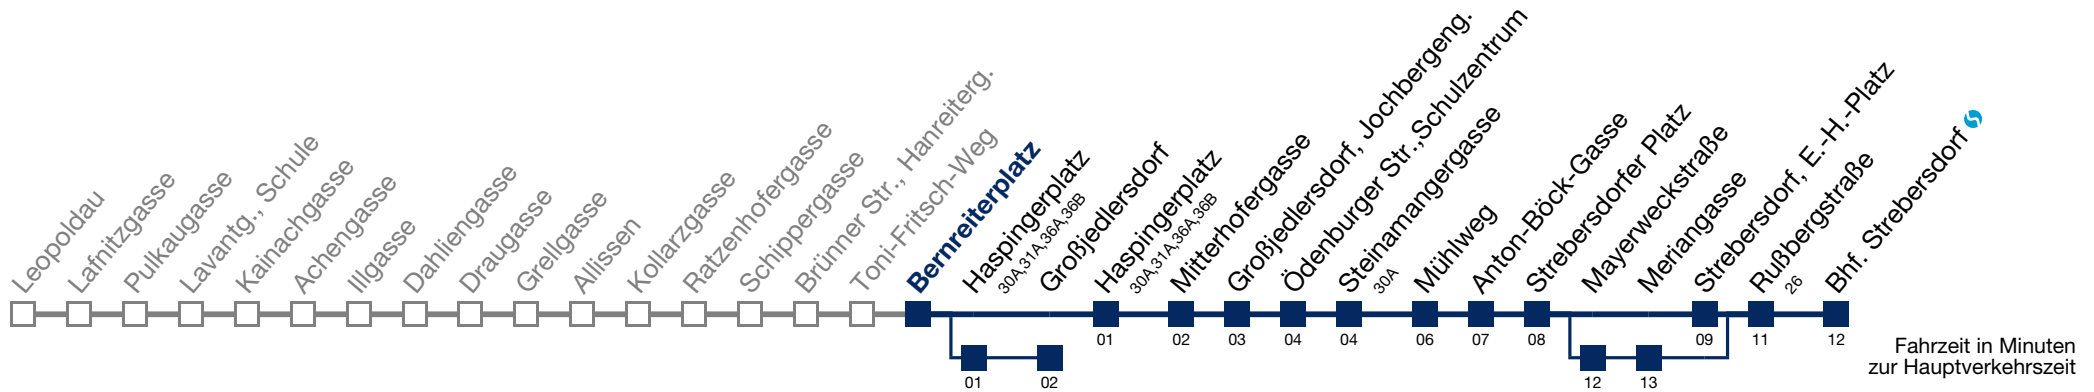 Leopoldau
Lafnitzgasse
Pulkaugasse
Lavantg., Schule
Kainachgasse
Achengasse
Illgasse
Dahliengasse
Draugasse
Grellgasse
Allissen
Kollarzgasse
Ratzenhofergasse
Schippergasse
Brünner Str., Hanreiterg.
Toni-Fritsch-Weg
Bernreiterplatz
Haspingerplatz
30A,31A,36A,36B
Großjedlersdorf
Haspingerplatz
30A,31A,36A,36B
Mitterhofergasse
Großjedlersdorf, Jochbergeng.
Ödenburger Str.,Schulzentrum
Steinamangergasse
30A
Mühlweg
Anton-Böck-Gasse
Strebersdorfer Platz
Mayerweckstraße
Meriangasse
Strebersdorf, E.-H.-Platz
Rußbergstraße
26
Bhf. Strebersdorf
01 02 03 04 04 06 07 08 09 11 12
01 02 12 13
Fahrzeit in Minuten
zur Hauptverkehrszeit